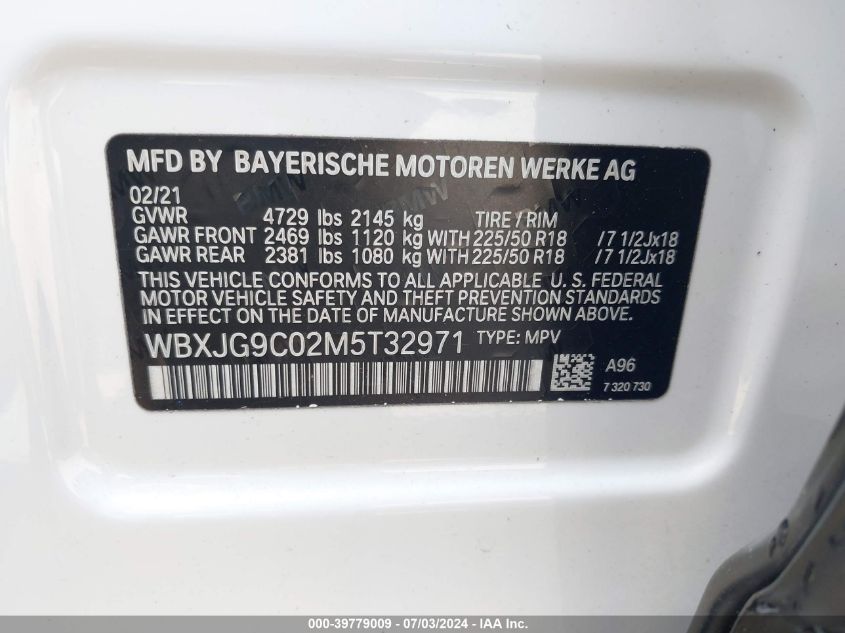 MFD BY BAYERISCHE MOTOREN WERKE AG
02/21
GVWR 4729 lbs 2145 kg TIRE / RIM
GAWR FRONT 2469 lbs 1120 kg WITH 225/50 R18 / 7 1/2Jx18
GAWR REAR 2381 lbs 1080 kg WITH 225/50 R18 / 7 1/2Jx18
THIS VEHICLE CONFORMS TO ALL APPLICABLE U. S. FEDERAL
MOTOR VEHICLE SAFETY AND THEFT PREVENTION STANDARDS
IN EFFECT ON THE DATE OF MANUFACTURE SHOWN ABOVE.
WBXJG9C02M5T32971 TYPE: MPV
A96
7 320 730
000-39779009 - 07/03/2024 - IAAI.com